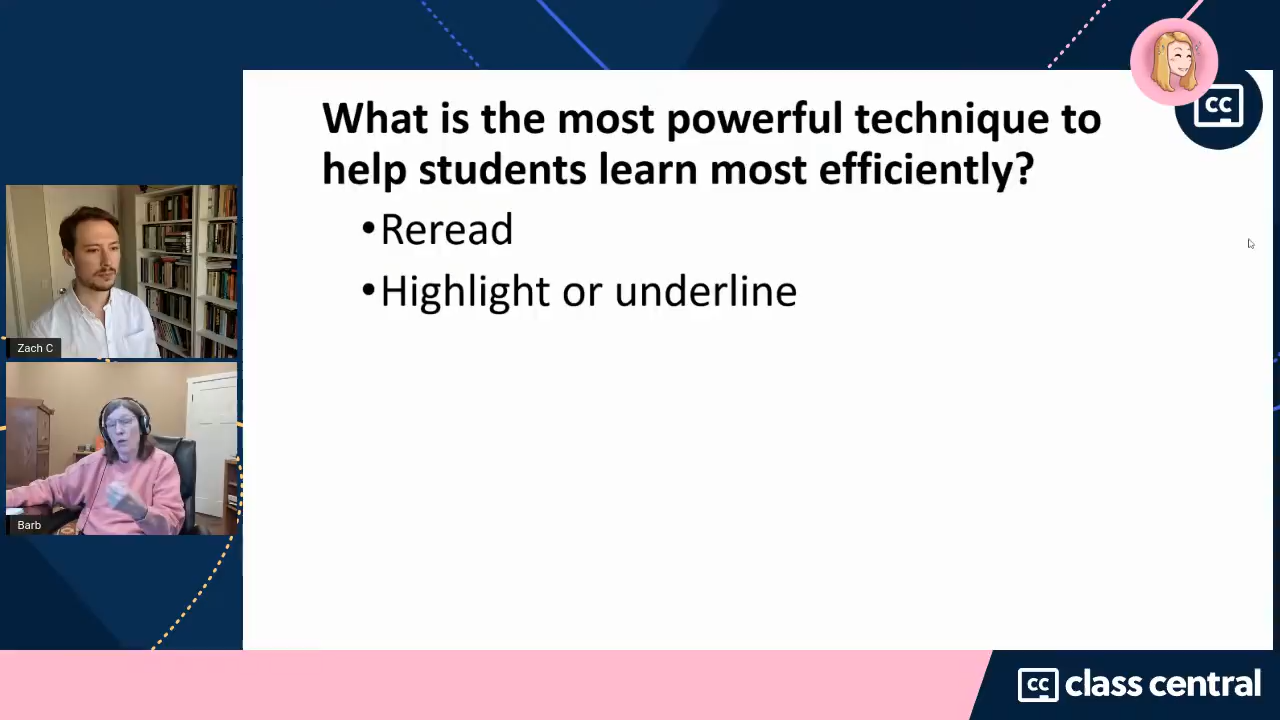 What is the most powerful technique to
help students learn most efficiently?
•Reread
•Highlight or underline
Zach C
Barb
cc
cc class central